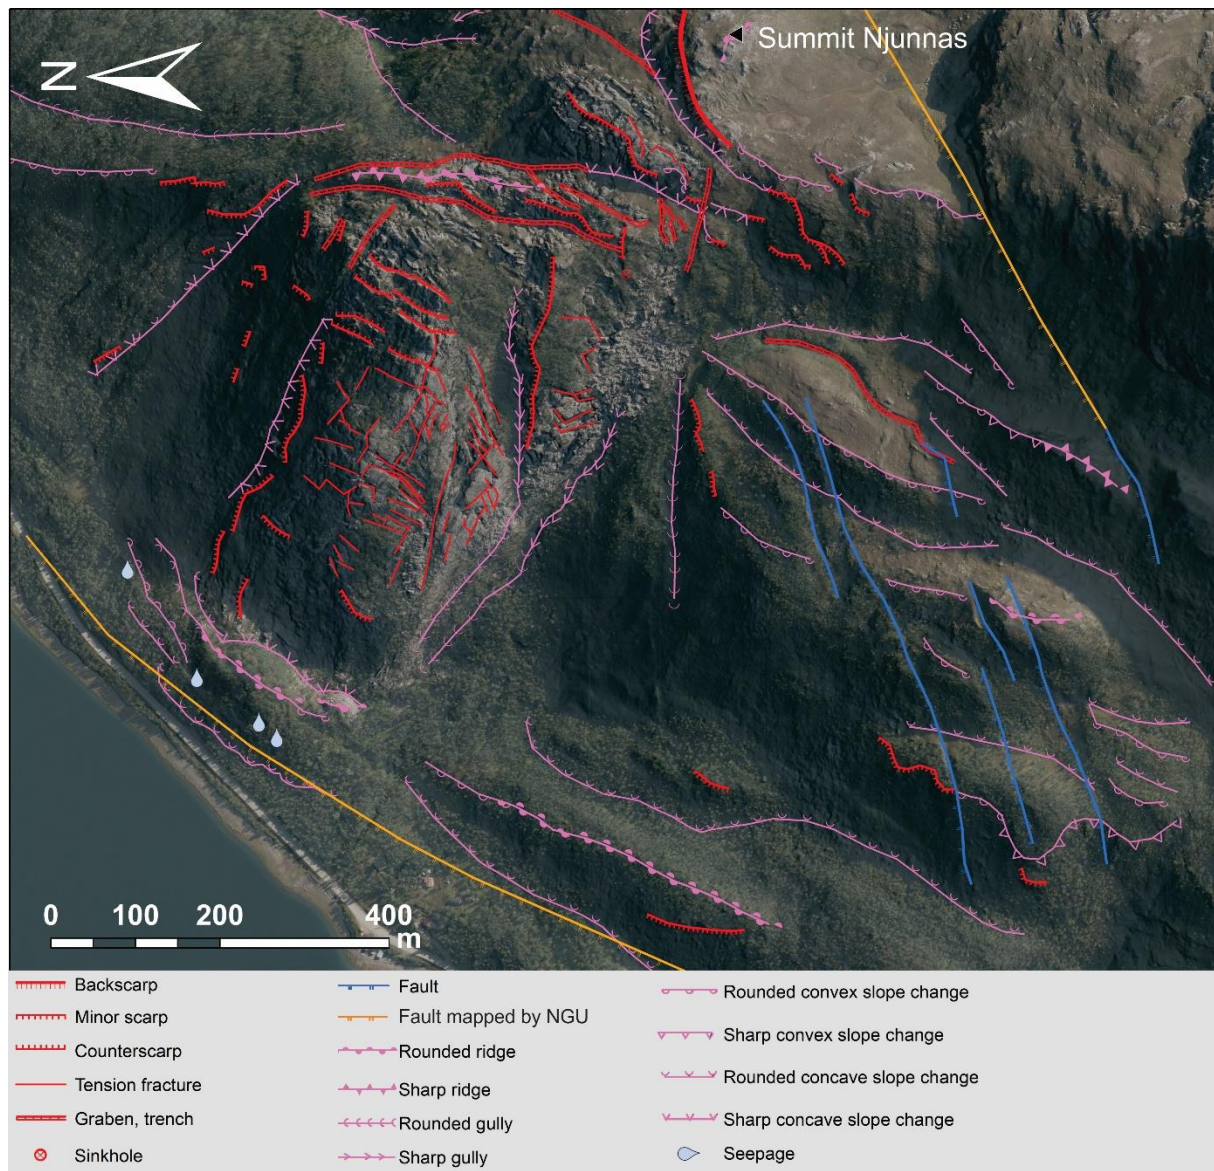 Summit Njunnas
N
0 100 200 400
m
Backscarp
Minor scarp
Counterscarp
Tension fracture
Graben, trench
Sinkhole
Fault
Fault mapped by NGU
Rounded ridge
Sharp ridge
Rounded gully
Sharp gully
Rounded convex slope change
Sharp convex slope change
Rounded concave slope change
Sharp concave slope change
Seepage